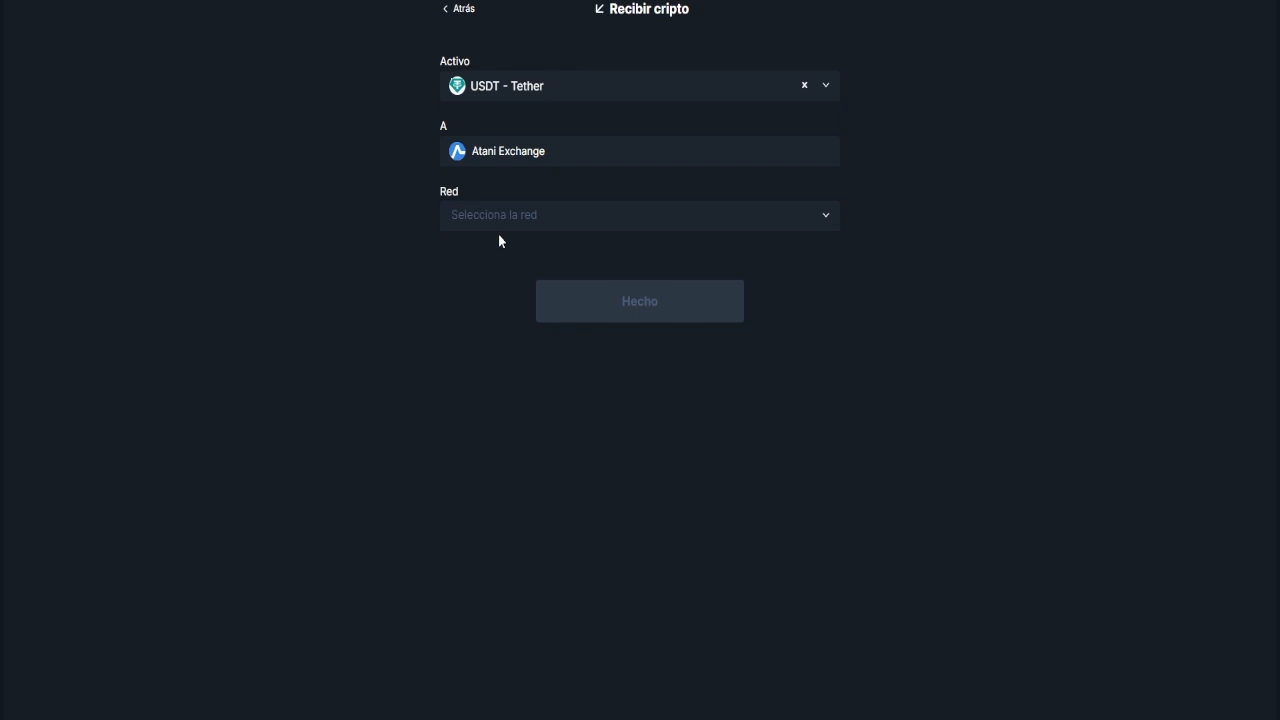 Atrás
Recibir cripto
Activo
USDT - Tether
x
A
Atani Exchange
Red
Selecciona la red
Hecho